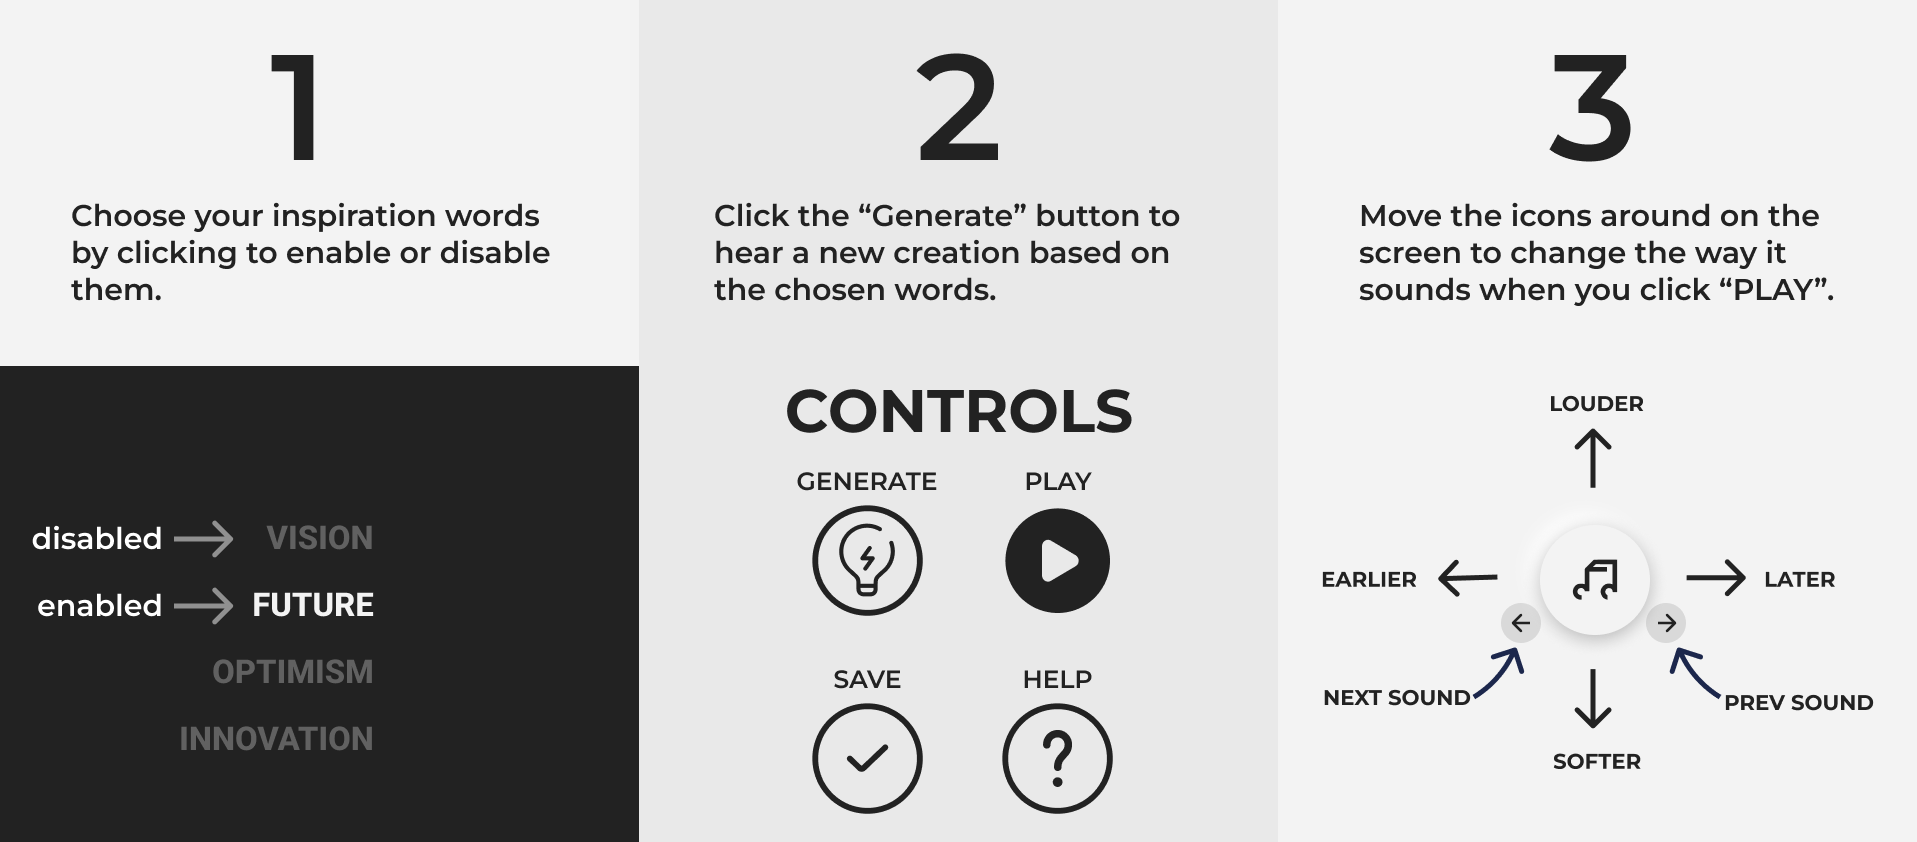 1
Choose your inspiration words
by clicking to enable or disable
them.
disabled
VISION
enabled
FUTURE
OPTIMISM
INNOVATION
2
Click the “Generate” button to
hear a new creation based on
the chosen words.
CONTROLS
GENERATE
PLAY
SAVE
HELP
?
3
Move the icons around on the
screen to change the way it
sounds when you click “PLAY”.
LOUDER
EARLIER
LATER
NEXT SOUND
PREV SOUND
SOFTER